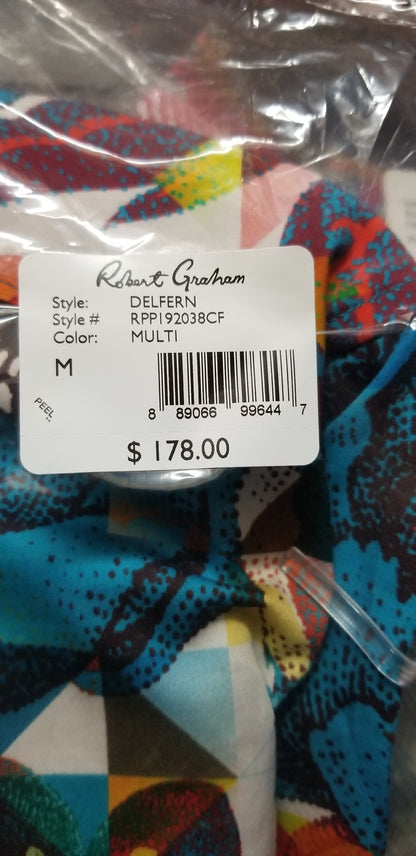 Robert Graham
Style: DELFERN
Style # RPP192038CF
Color: MULTI
M
8 89066 99644 7
PEEL
$ 178.00